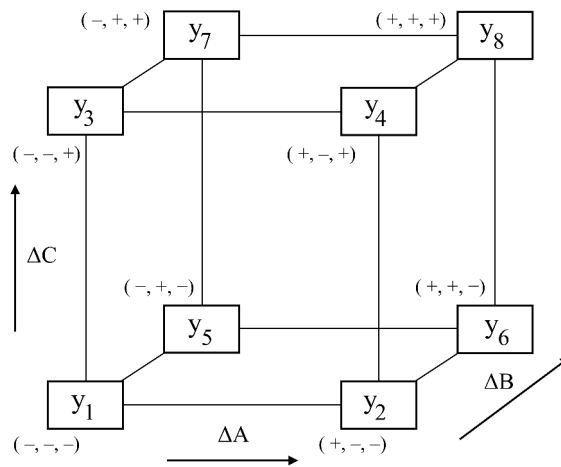 (–, +, +)
y₇
(+, +, +)
y₈
y₃
y₄
(–, –, +)
(+, –, +)
ΔC
(–, +, –)
(+, +, –)
y₅
y₆
y₁
y₂
ΔB
(–, –, –)
ΔA
(+, –, –)